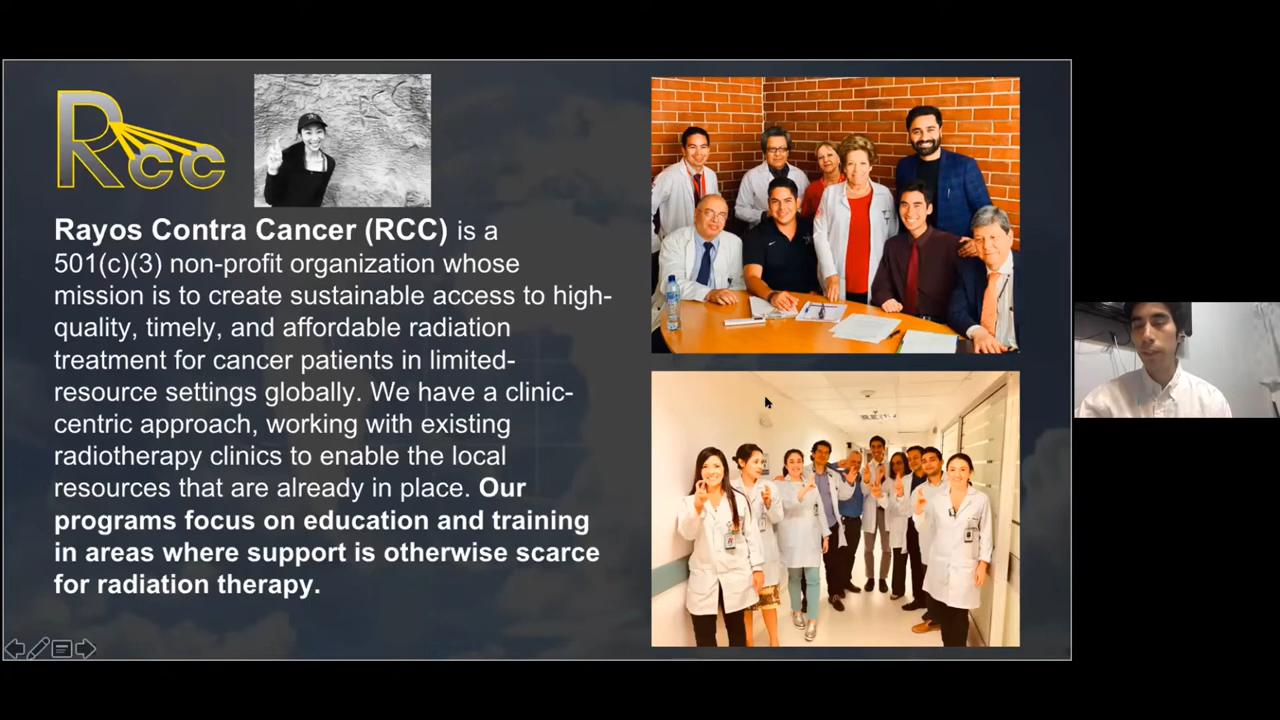 Rcc
Rayos Contra Cancer (RCC) is a
501(c)(3) non-profit organization whose
mission is to create sustainable access to high-
quality, timely, and affordable radiation
treatment for cancer patients in limited-
resource settings globally. We have a clinic-
centric approach, working with existing
radiotherapy clinics to enable the local
resources that are already in place. Our
programs focus on education and training
in areas where support is otherwise scarce
for radiation therapy.